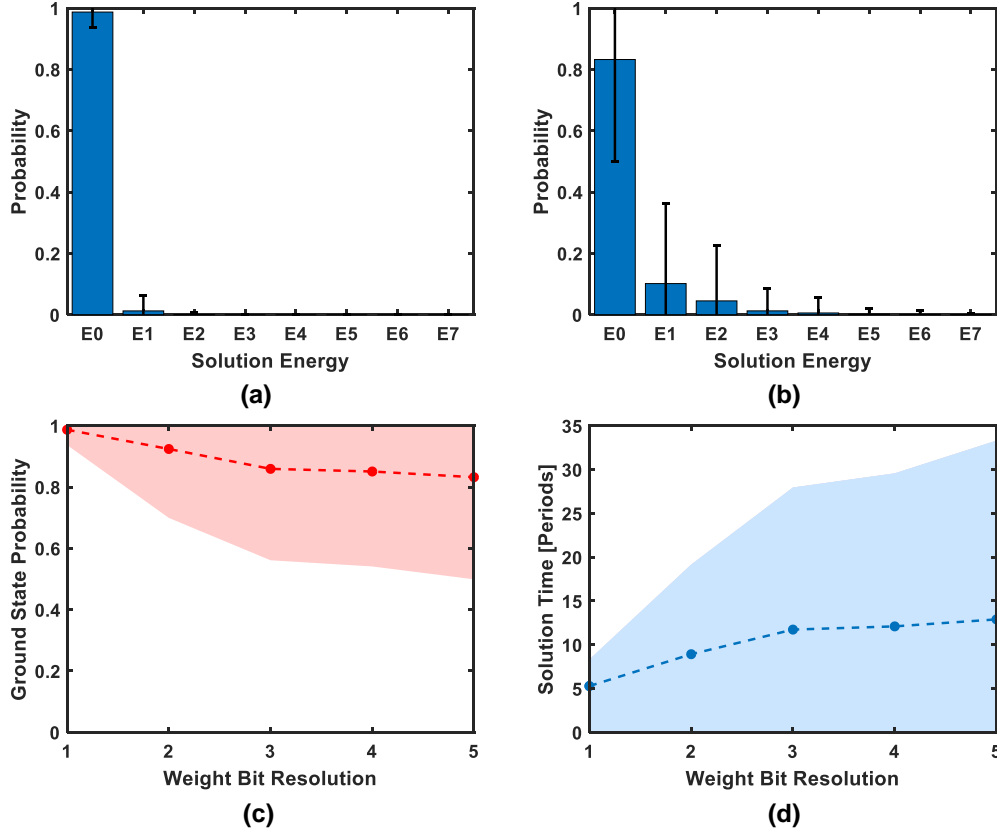 Probability
1
0.8
0.6
0.4
0.2
0
E0 E1 E2 E3 E4 E5 E6 E7
Solution Energy
(a)
Probability
1
0.8
0.6
0.4
0.2
0
E0 E1 E2 E3 E4 E5 E6 E7
Solution Energy
(b)
Ground State Probability
1
0.8
0.6
0.4
0.2
0
1 2 3 4 5
Weight Bit Resolution
(c)
Solution Time [Periods]
35
30
25
20
15
10
5
0
1 2 3 4 5
Weight Bit Resolution
(d)